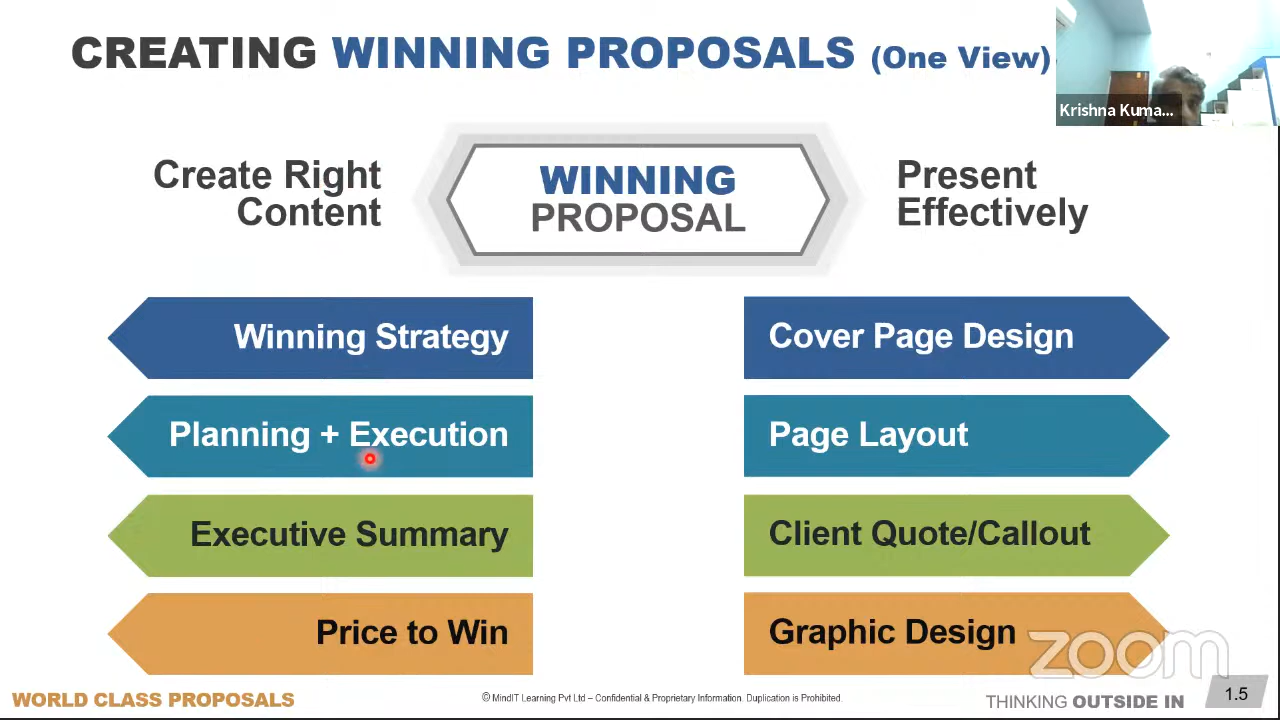 CREATING WINNING PROPOSALS (One View)
Krishna Kuma...
Create Right
Content
WINNING
PROPOSAL
Present
Effectively
Winning Strategy
Cover Page Design
Planning + Execution
Page Layout
Executive Summary
Client Quote/Callout
Price to Win
Graphic Design
zoom
WORLD CLASS PROPOSALS
© MindIT Learning Pvt Ltd – Confidential & Proprietary Information. Duplication is Prohibited.
THINKING OUTSIDE IN
1.5